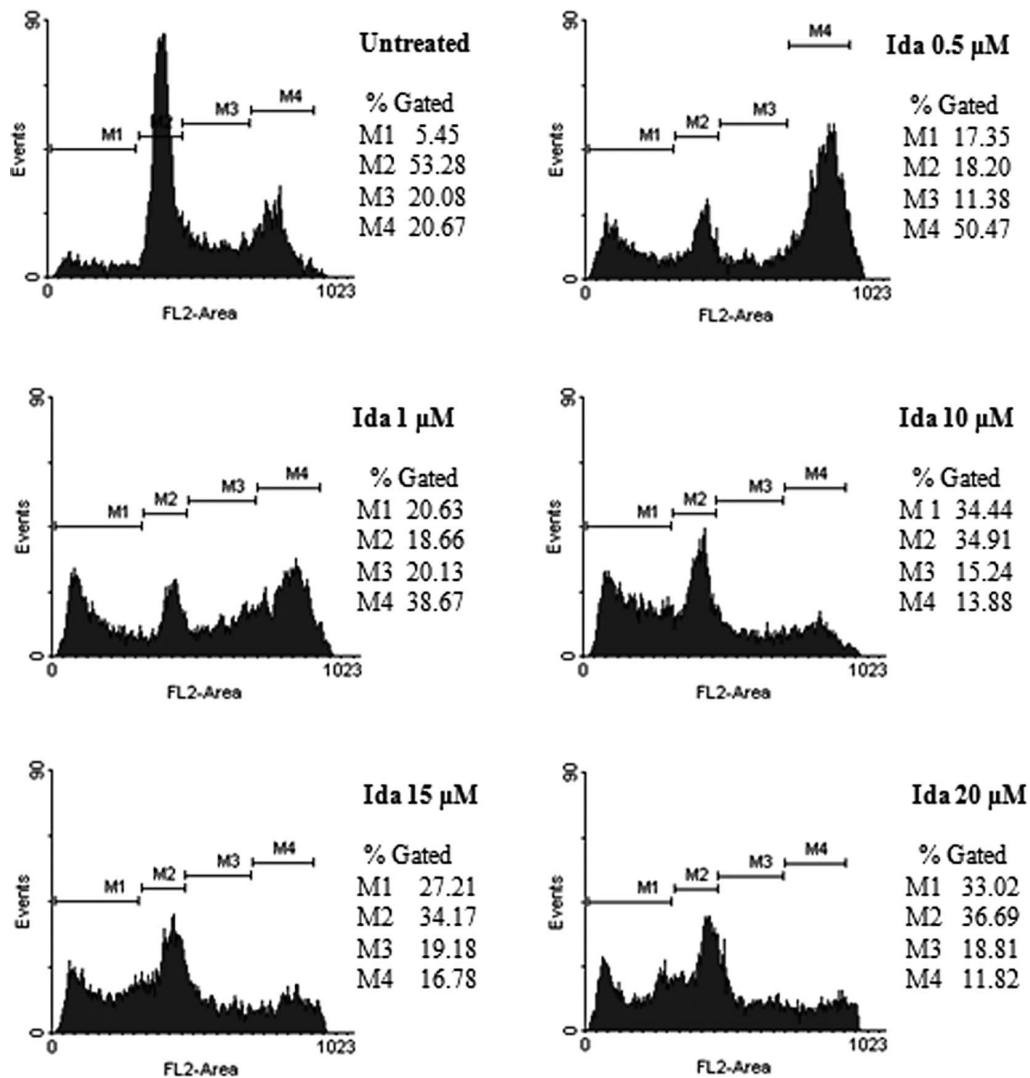 90
Untreated
M1
M2
M3
M4
Events
0
0
1023
FL2-Area
% Gated
M1 5.45
M2 53.28
M3 20.08
M4 20.67
90
Ida 0.5 µM
M1
M2
M3
M4
Events
0
0
1023
FL2-Area
% Gated
M1 17.35
M2 18.20
M3 11.38
M4 50.47
90
Ida 1 µM
M1
M2
M3
M4
Events
0
0
1023
FL2-Area
% Gated
M1 20.63
M2 18.66
M3 20.13
M4 38.67
90
Ida 10 µM
M1
M2
M3
M4
Events
0
0
1023
FL2-Area
% Gated
M 1 34.44
M2 34.91
M3 15.24
M4 13.88
90
Ida 15 µM
M1
M2
M3
M4
Events
0
0
1023
FL2-Area
% Gated
M1 27.21
M2 34.17
M3 19.18
M4 16.78
90
Ida 20 µM
M1
M2
M3
M4
Events
0
0
1023
FL2-Area
% Gated
M1 33.02
M2 36.69
M3 18.81
M4 11.82